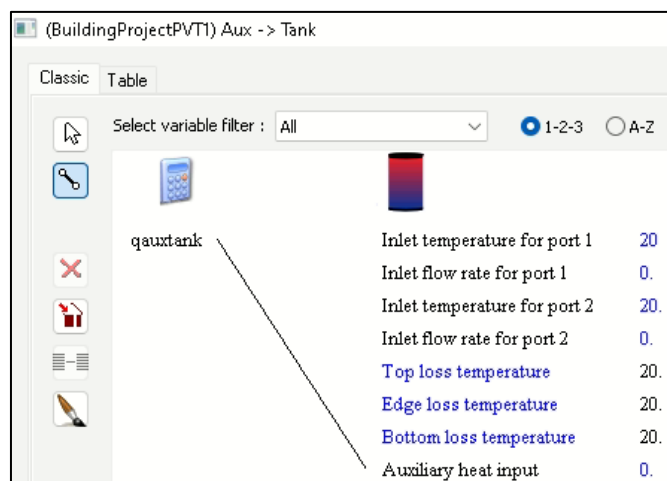 (BuildingProjectPVT1) Aux -> Tank
Classic Table
Select variable filter : All 1-2-3 A-Z
qauxtank Inlet temperature for port 1 20
Inlet flow rate for port 1 0.
Inlet temperature for port 2 20.
Inlet flow rate for port 2 0.
Top loss temperature 20.
Edge loss temperature 20.
Bottom loss temperature 20.
Auxiliary heat input 0.